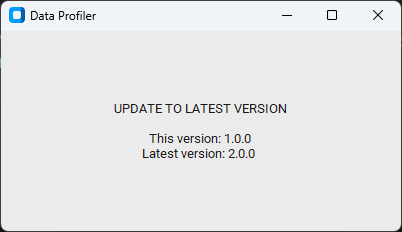 Data Profiler
UPDATE TO LATEST VERSION
This version: 1.0.0
Latest version: 2.0.0